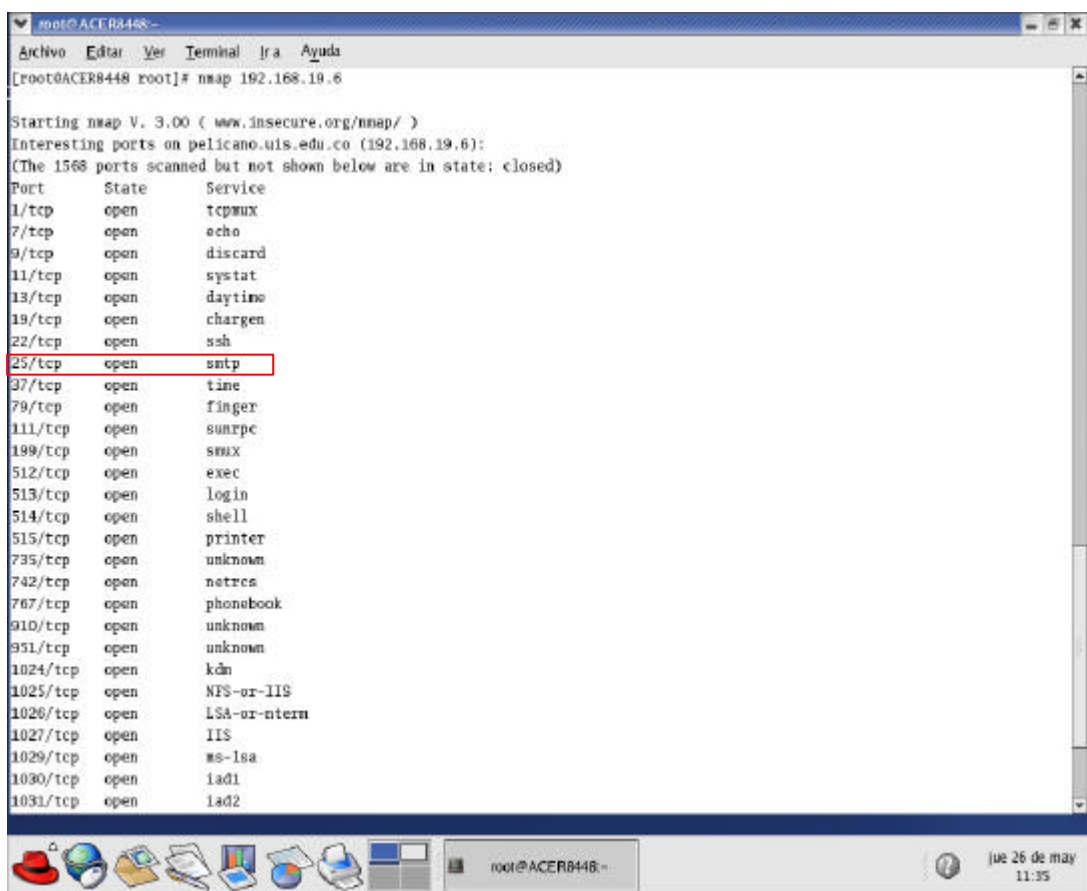 root@ACER8448:~
Archivo Editar Ver Terminal Ir a Ayuda
[root@ACER8448 root]# nmap 192.168.19.6
Starting nmap V. 3.00 ( www.insecure.org/nmap/ )
Interesting ports on pelicano.uis.edu.co (192.168.19.6):
(The 1568 ports scanned but not shown below are in state: closed)
Port State Service
1/tcp open tcpmux
7/tcp open echo
9/tcp open discard
11/tcp open systat
13/tcp open daytime
19/tcp open chargen
22/tcp open ssh
25/tcp open smtp
37/tcp open time
79/tcp open finger
111/tcp open sunrpc
199/tcp open smux
512/tcp open exec
513/tcp open login
514/tcp open shell
515/tcp open printer
735/tcp open unknown
742/tcp open netrcs
767/tcp open phonebook
910/tcp open unknown
951/tcp open unknown
1024/tcp open kdm
1025/tcp open NFS-or-IIS
1026/tcp open LSA-or-nterm
1027/tcp open IIS
1029/tcp open ms-lsa
1030/tcp open iad1
1031/tcp open iad2
root@ACER8448:~
jue 26 de may
11:35